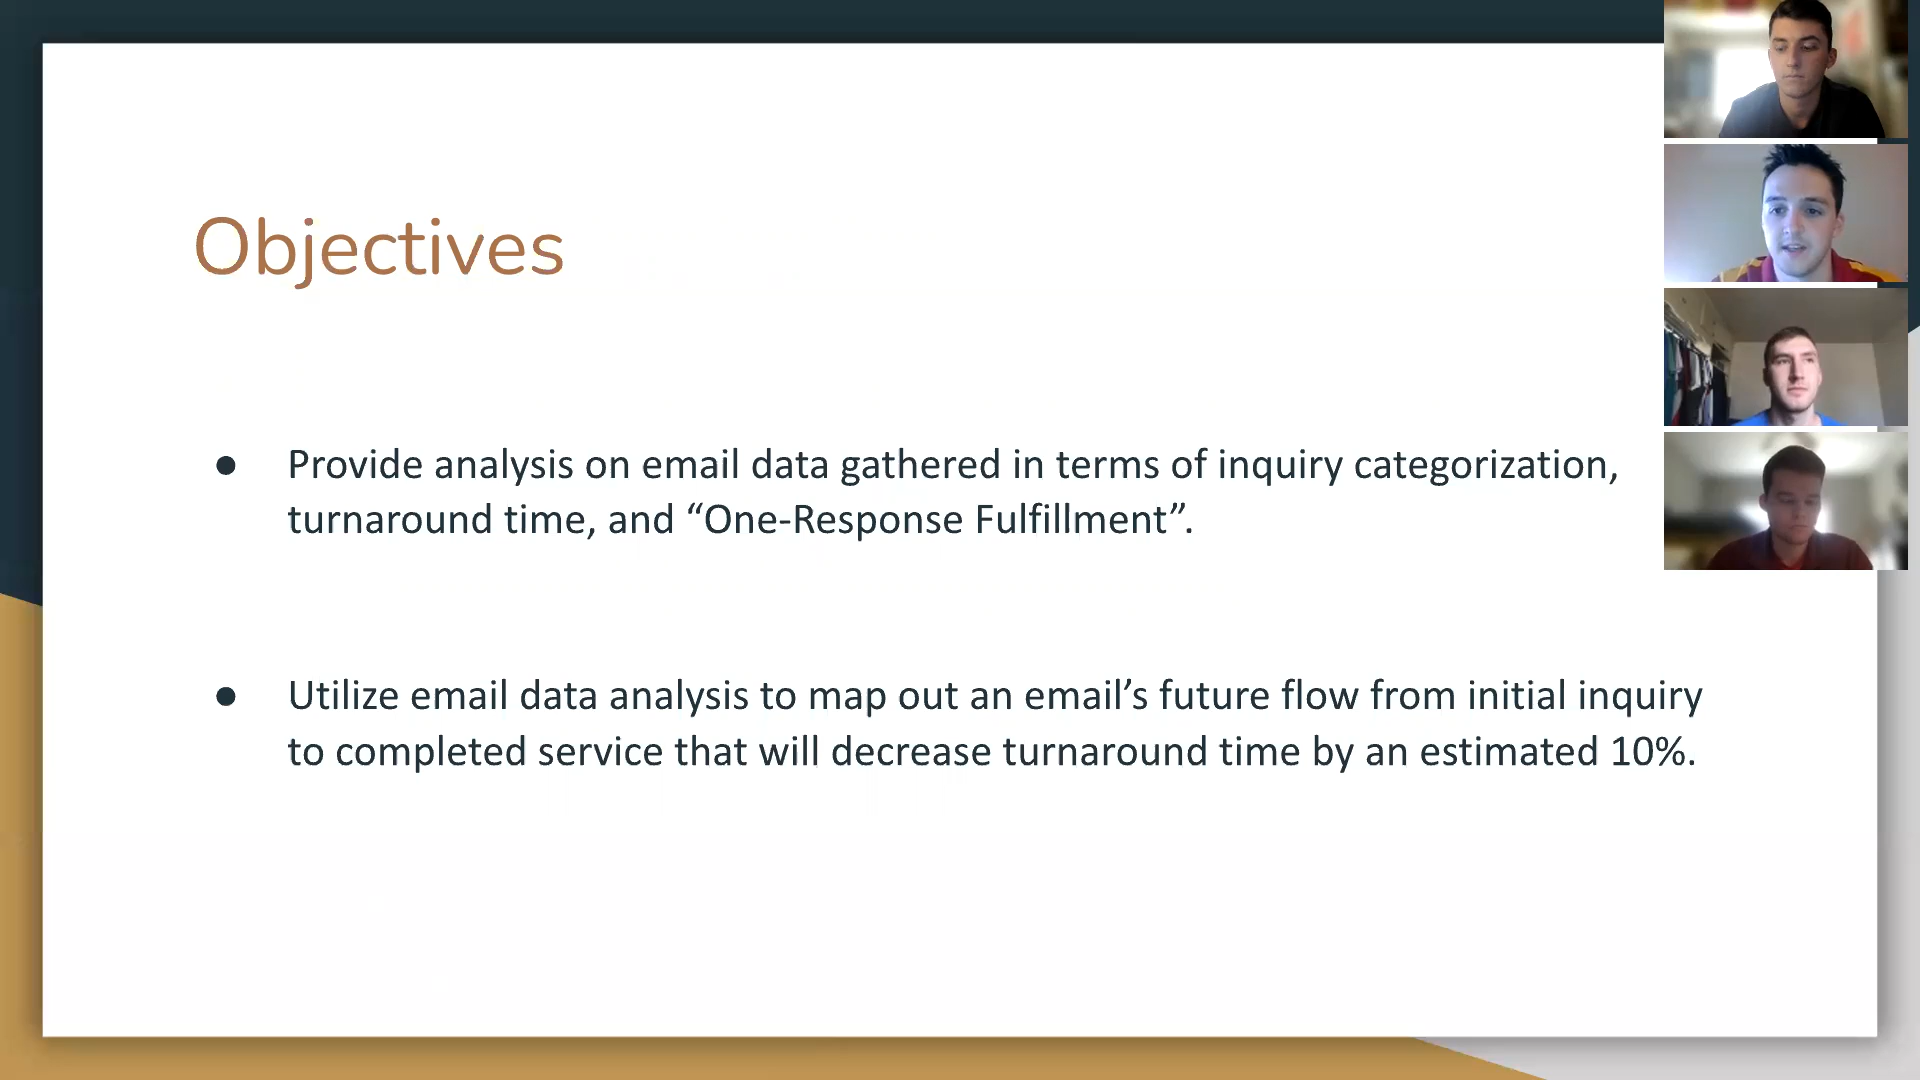 Objectives
● Provide analysis on email data gathered in terms of inquiry categorization,
turnaround time, and “One-Response Fulfillment”.
● Utilize email data analysis to map out an email’s future flow from initial inquiry
to completed service that will decrease turnaround time by an estimated 10%.